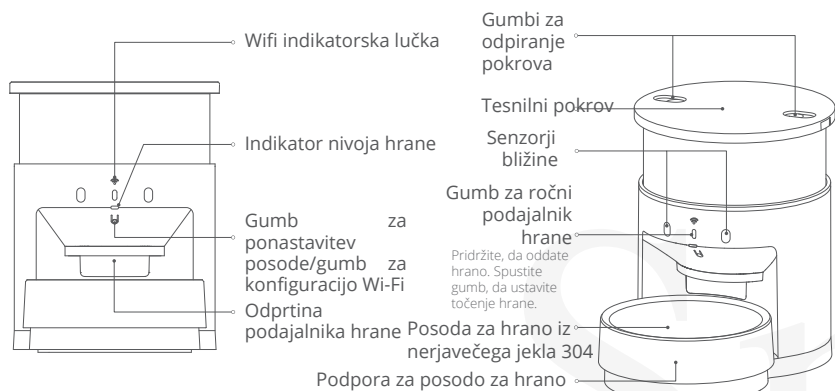 Wifi indikatorska lučka
Indikator nivoja hrane
Gumb za
ponastavitev
posode/gumb za
konfiguracijo Wi-Fi
Odprtina
podajalnika hrane
Gumbi za
odpiranje
pokrova
Tesnilni pokrov
Senzorji
bližine
Gumb za ročni
podajalnik
hrane
Pridržite, da oddate
hrano. Spustite
gumb, da ustavite
točenje hrane.
Posoda za hrano iz
nerjavečega jekla 304
Podpora za posodo za hrano